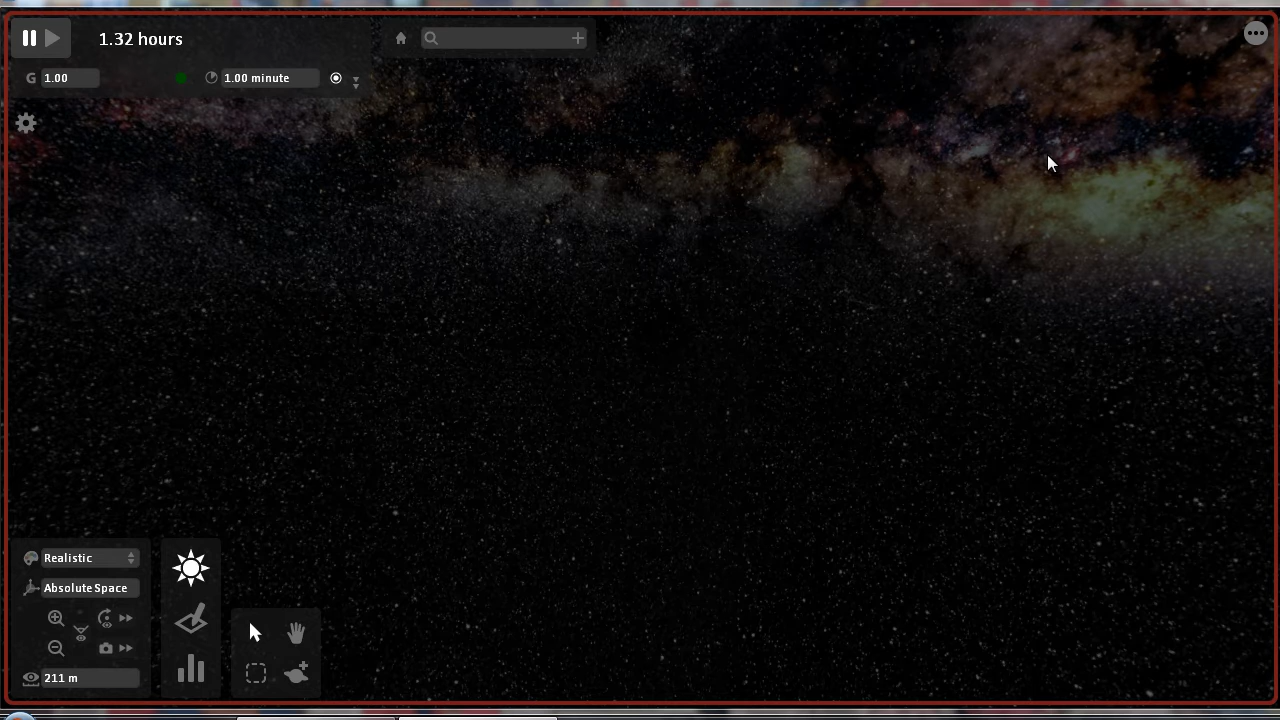 1.32 hours
G 1.00 1.00 minute
Realistic
Absolute Space
211 m